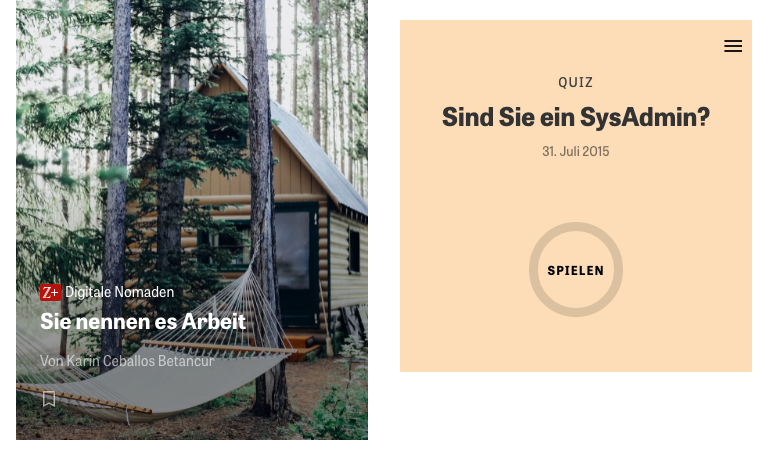 Z+ Digitale Nomaden
Sie nennen es Arbeit
Von Karin Ceballos Betancur
QUIZ
Sind Sie ein SysAdmin?
31. Juli 2015
SPIELEN